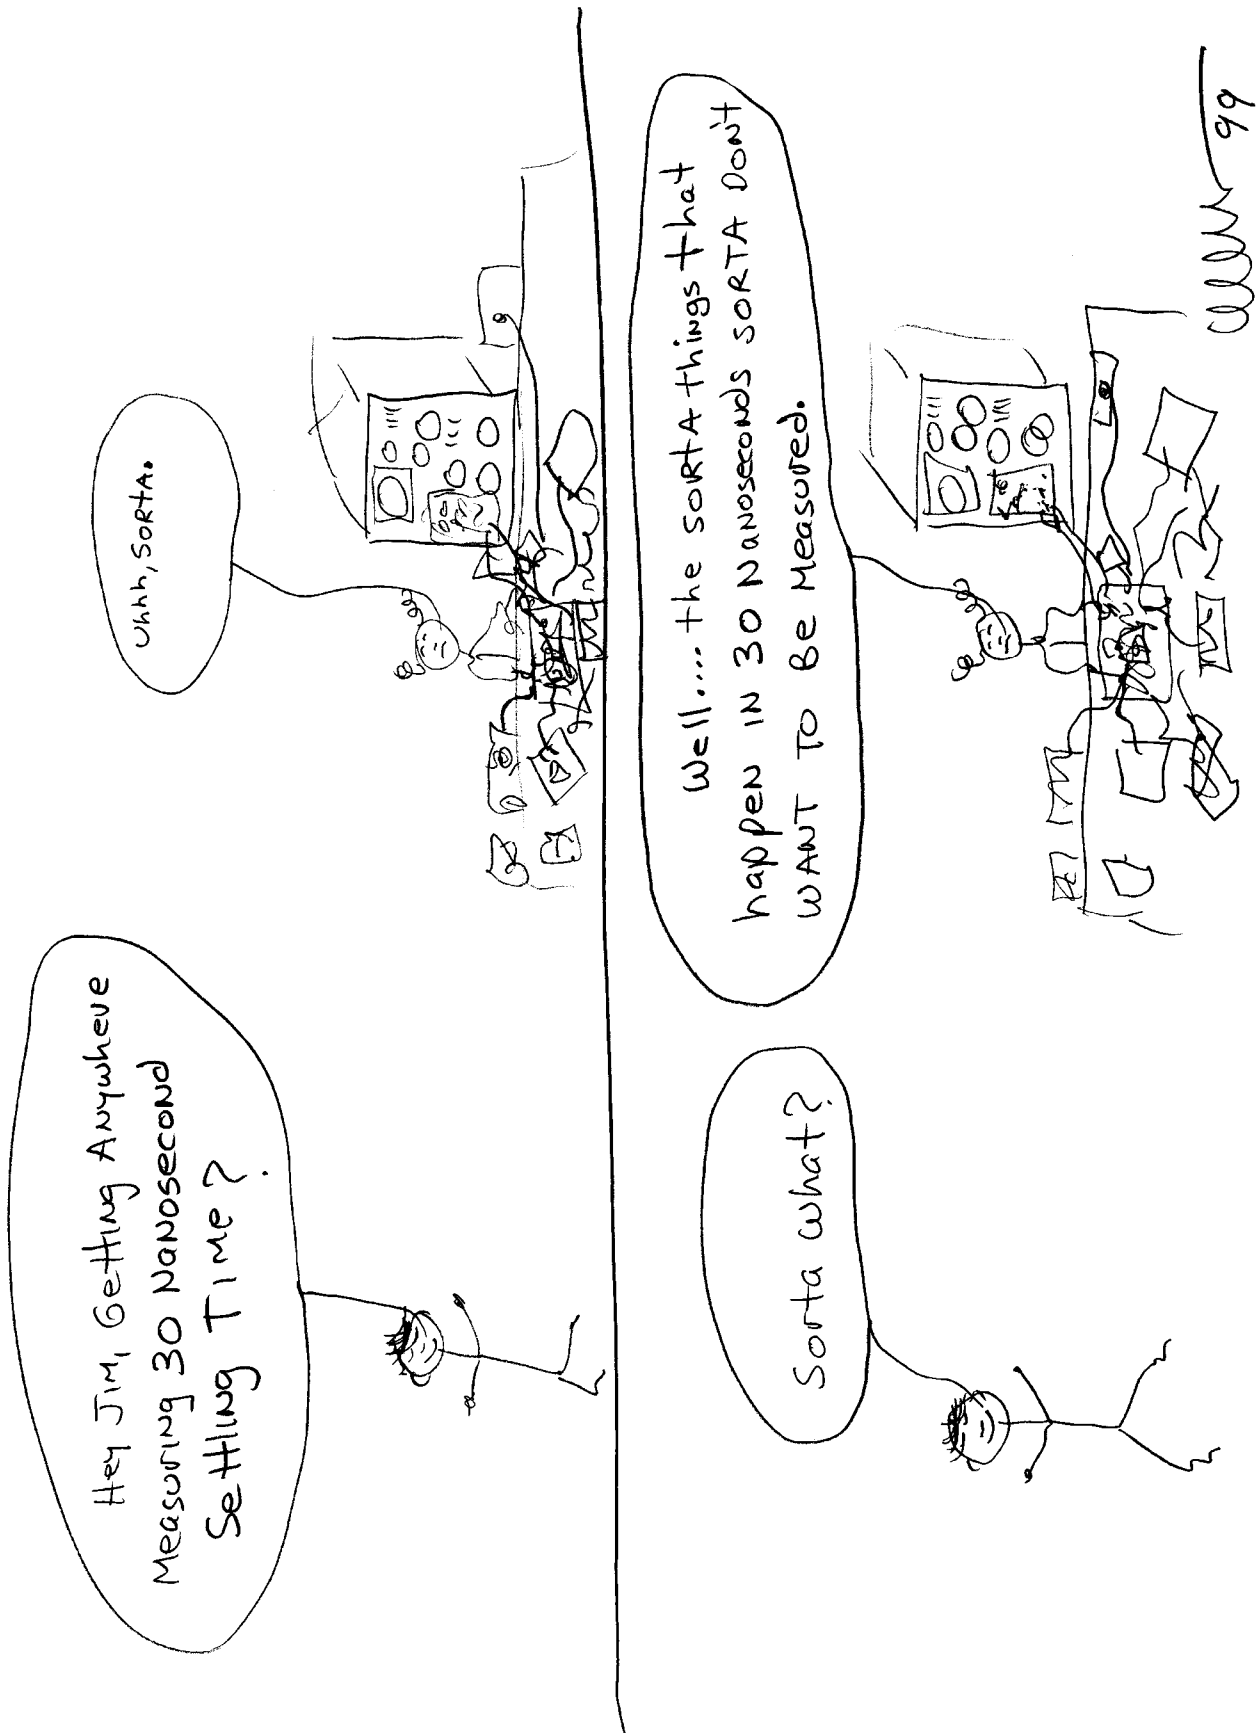 Hey Jim, Getting Anywhere
Measuring 30 Nanosecond
Settling Time?
Uhhh, Sorta.
Sorta what?
Well.... the sorta things that
happen in 30 Nanoseconds sorta don't
want to be measured.
99